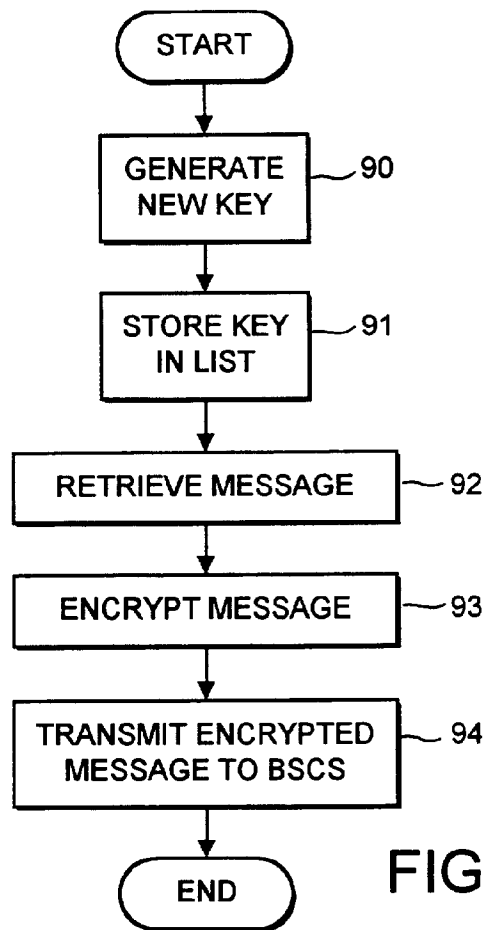 START
GENERATE
NEW KEY
90
STORE KEY
IN LIST
91
RETRIEVE MESSAGE
92
ENCRYPT MESSAGE
93
TRANSMIT ENCRYPTED
MESSAGE TO BSCS
94
END
FIG